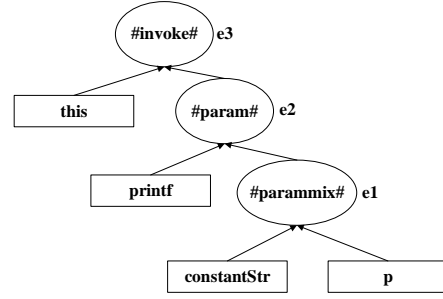 #invoke# e3
this
#param# e2
printf
#parammix# e1
constantStr p